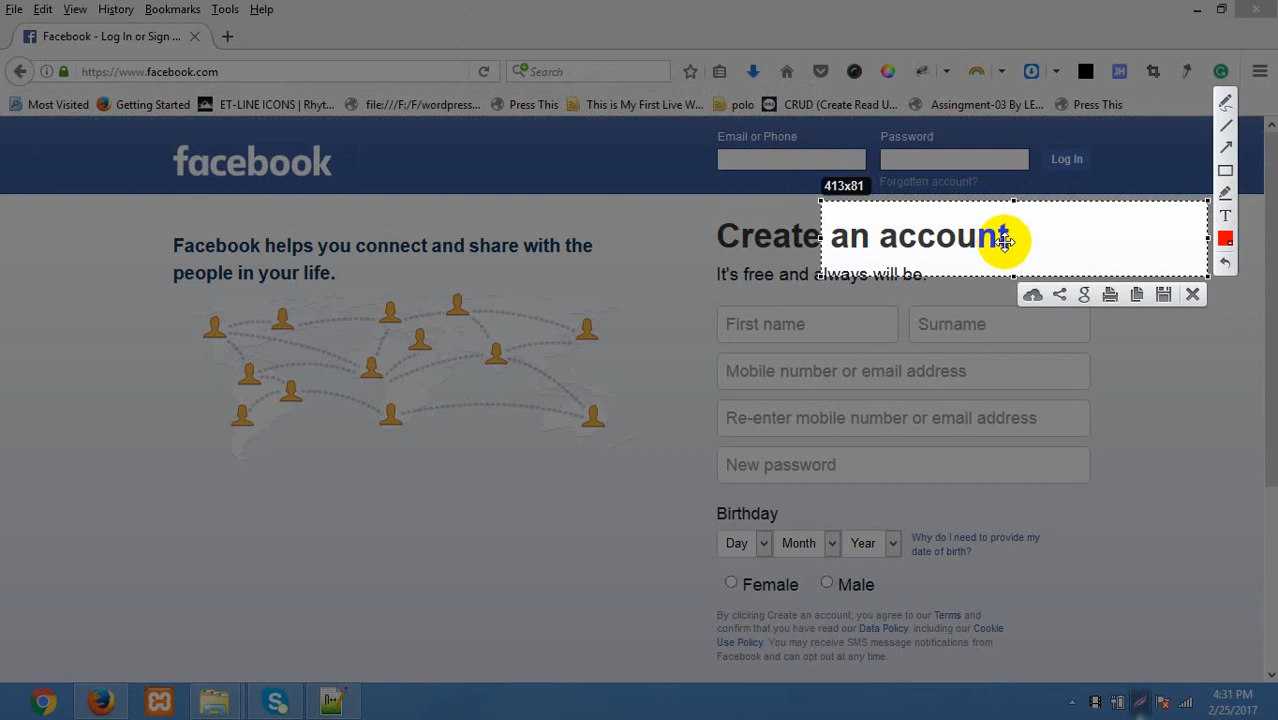 File Edit View History Bookmarks Tools Help
Facebook - Log In or Sign ...
https://www.facebook.com
Search
Most Visited Getting Started ET-LINE ICONS | Rhyt... file:///F:/F/wordpress... Press This This is My First Live W... polo CRUD (Create Read U... Assingment-03 By LE... Press This
Email or Phone Password
facebook
Log In
Forgotten account?
413x81
Create an account
It's free and always will be.
Facebook helps you connect and share with the
people in your life.
First name Surname
Mobile number or email address
Re-enter mobile number or email address
New password
Birthday
Day Month Year
Why do I need to provide my
date of birth?
Female Male
By clicking Create an account, you agree to our Terms and
confirm that you have read our Data Policy, including our Cookie
Use Policy. You may receive SMS message notifications from
Facebook and can opt out at any time.
4:31 PM
2/25/2017